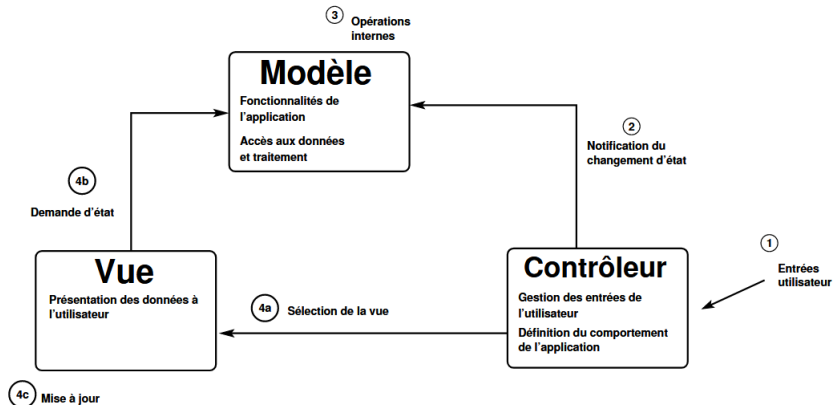 3
Opérations
internes
Modèle
Fonctionnalités de
l'application
Accès aux données
et traitement
2
Notification du
changement d'état
4b
Demande d'état
1
Entrées
utilisateur
Vue
Présentation des données à
l'utilisateur
4a
Sélection de la vue
Contrôleur
Gestion des entrées de
l'utilisateur
Définition du comportement
de l'application
4c
Mise à jour